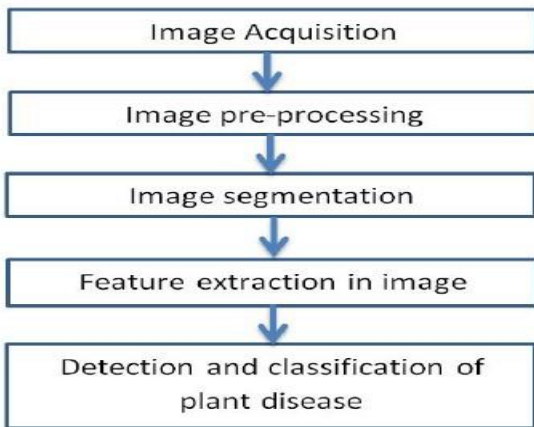 Image Acquisition
Image pre-processing
Image segmentation
Feature extraction in image
Detection and classification of
plant disease